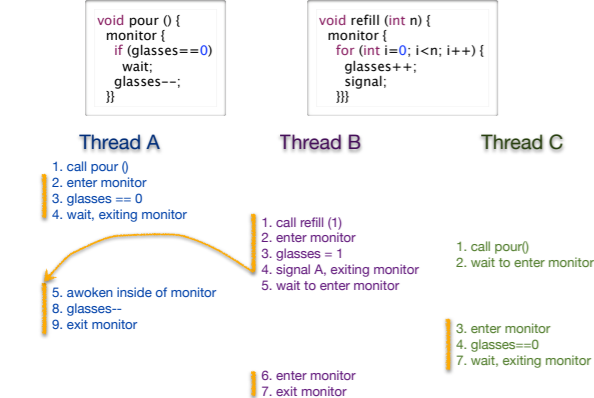 void pour () {
monitor {
if (glasses==0)
wait;
glasses--;
}}
void refill (int n) {
monitor {
for (int i=0; i<n; i++) {
glasses++;
signal;
}}}
Thread A
Thread B
Thread C
1. call pour ()
2. enter monitor
3. glasses == 0
4. wait, exiting monitor
1. call refill (1)
2. enter monitor
3. glasses = 1
4. signal A, exiting monitor
5. wait to enter monitor
1. call pour()
2. wait to enter monitor
5. awoken inside of monitor
8. glasses--
9. exit monitor
3. enter monitor
4. glasses==0
7. wait, exiting monitor
6. enter monitor
7. exit monitor